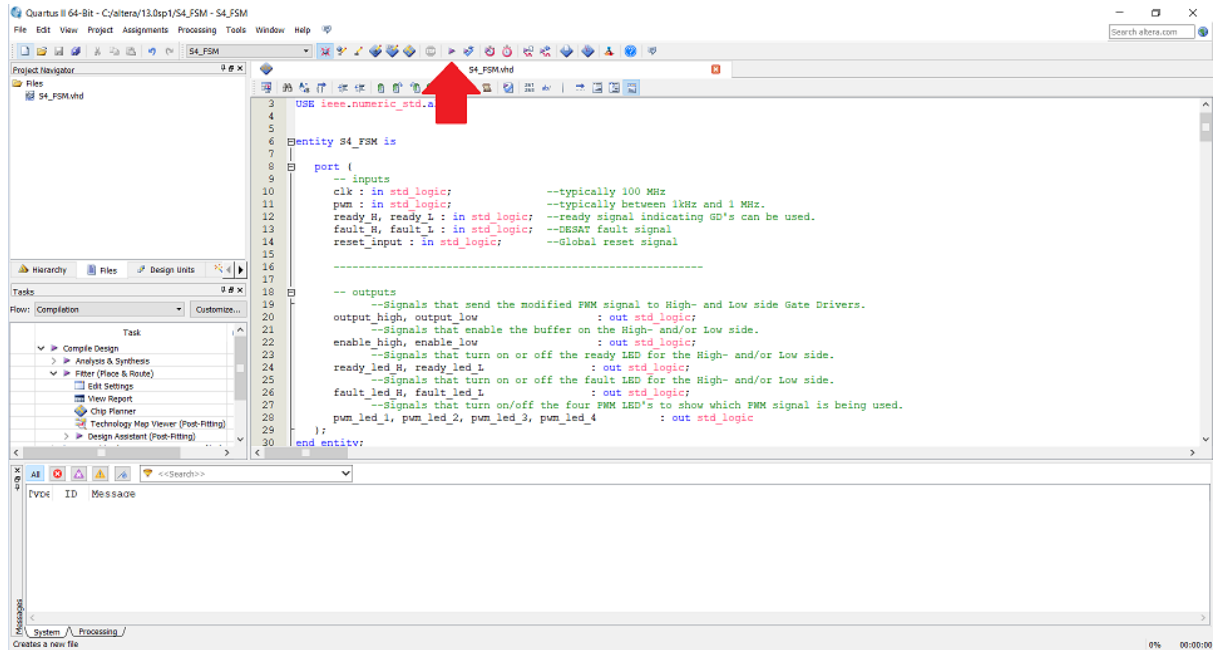 Quartus II 64-Bit - C:/altera/13.0sp1/S4_FSM - S4_FSM
File Edit View Project Assignments Processing Tools Window Help
Search altera.com
S4_FSM
Project Navigator
Files
S4_FSM.vhd
Hierarchy Files Design Units
Tasks
Flow: Compilation Customize...
Task
Compile Design
Analysis & Synthesis
Fitter (Place & Route)
Edit Settings
View Report
Chip Planner
Technology Map Viewer (Post-Fitting)
Design Assistant (Post-Fitting)
S4_FSM.vhd
3 USE ieee.numeric_std.a
4
5
6 entity S4_FSM is
7
8 port (
9 -- inputs
10 clk : in std_logic; --typically 100 MHz
11 pwm : in std_logic; --typically between 1kHz and 1 MHz.
12 ready_H, ready_L : in std_logic; --ready signal indicating GD's can be used.
13 fault_H, fault_L : in std_logic; --DESAT fault signal
14 reset_input : in std_logic; --Global reset signal
15
16 -----------------------------------------------------------
17
18 -- outputs
19 --Signals that send the modified PWM signal to High- and Low side Gate Drivers.
20 output_high, output_low : out std_logic;
21 --Signals that enable the buffer on the High- and/or Low side.
22 enable_high, enable_low : out std_logic;
23 --Signals that turn on or off the ready LED for the High- and/or Low side.
24 ready_led_H, ready_led_L : out std_logic;
25 --Signals that turn on or off the fault LED for the High- and/or Low side.
26 fault_led_H, fault_led_L : out std_logic;
27 --Signals that turn on/off the four PWM LED's to show which PWM signal is being used.
28 pwm_led_1, pwm_led_2, pwm_led_3, pwm_led_4 : out std_logic
29 );
30 end entity;
All <<Search>>
Type ID Message
Messages
System Processing
Creates a new file
0% 00:00:00